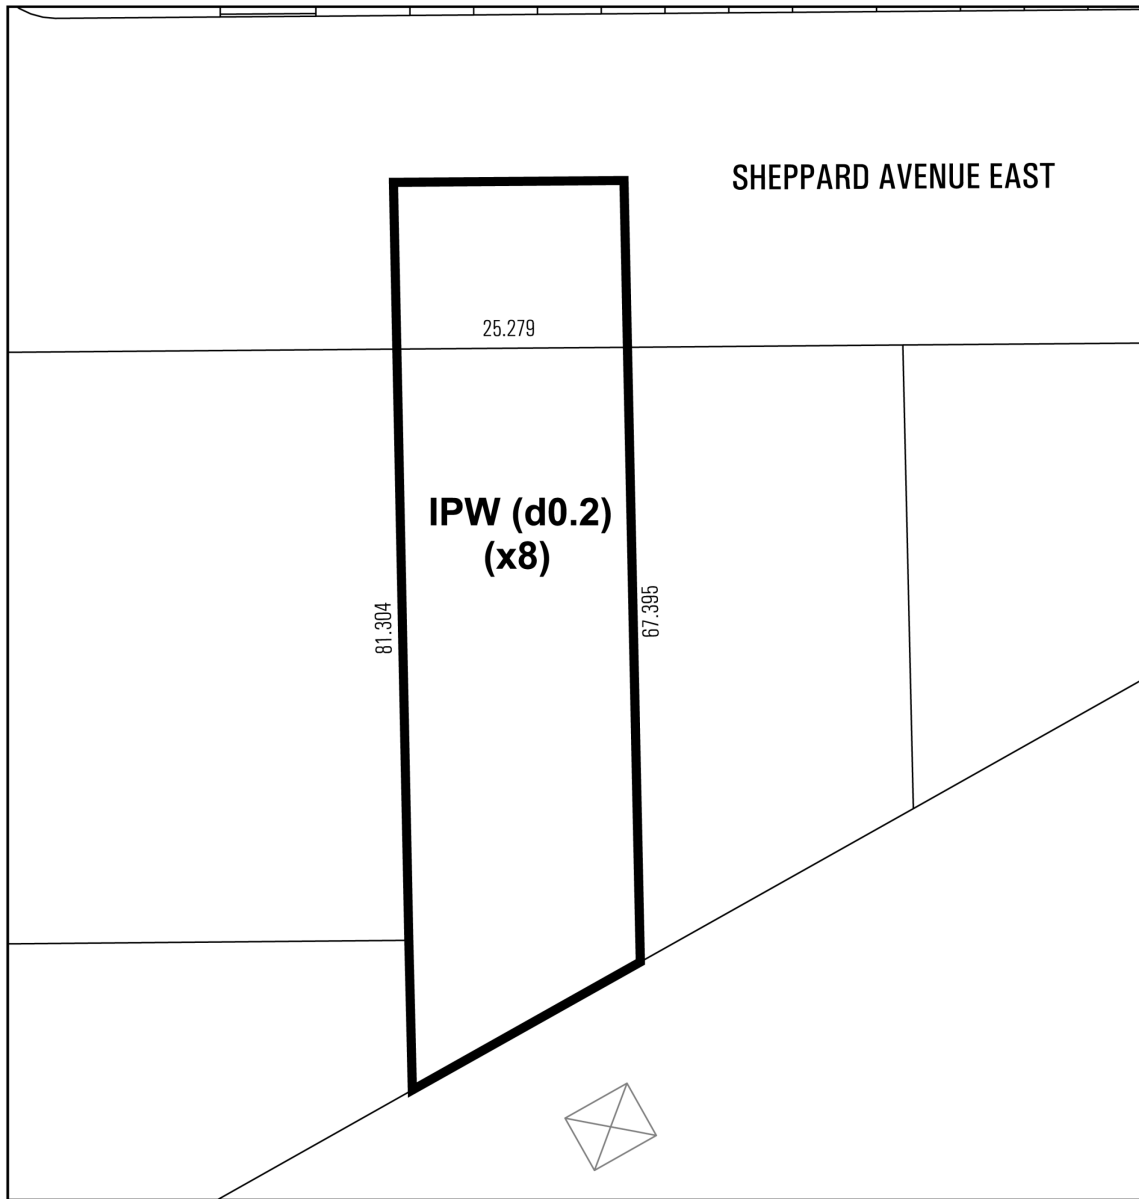 SHEPPARD AVENUE EAST
25.279
IPW (d0.2)
(x8)
81.304
67.395